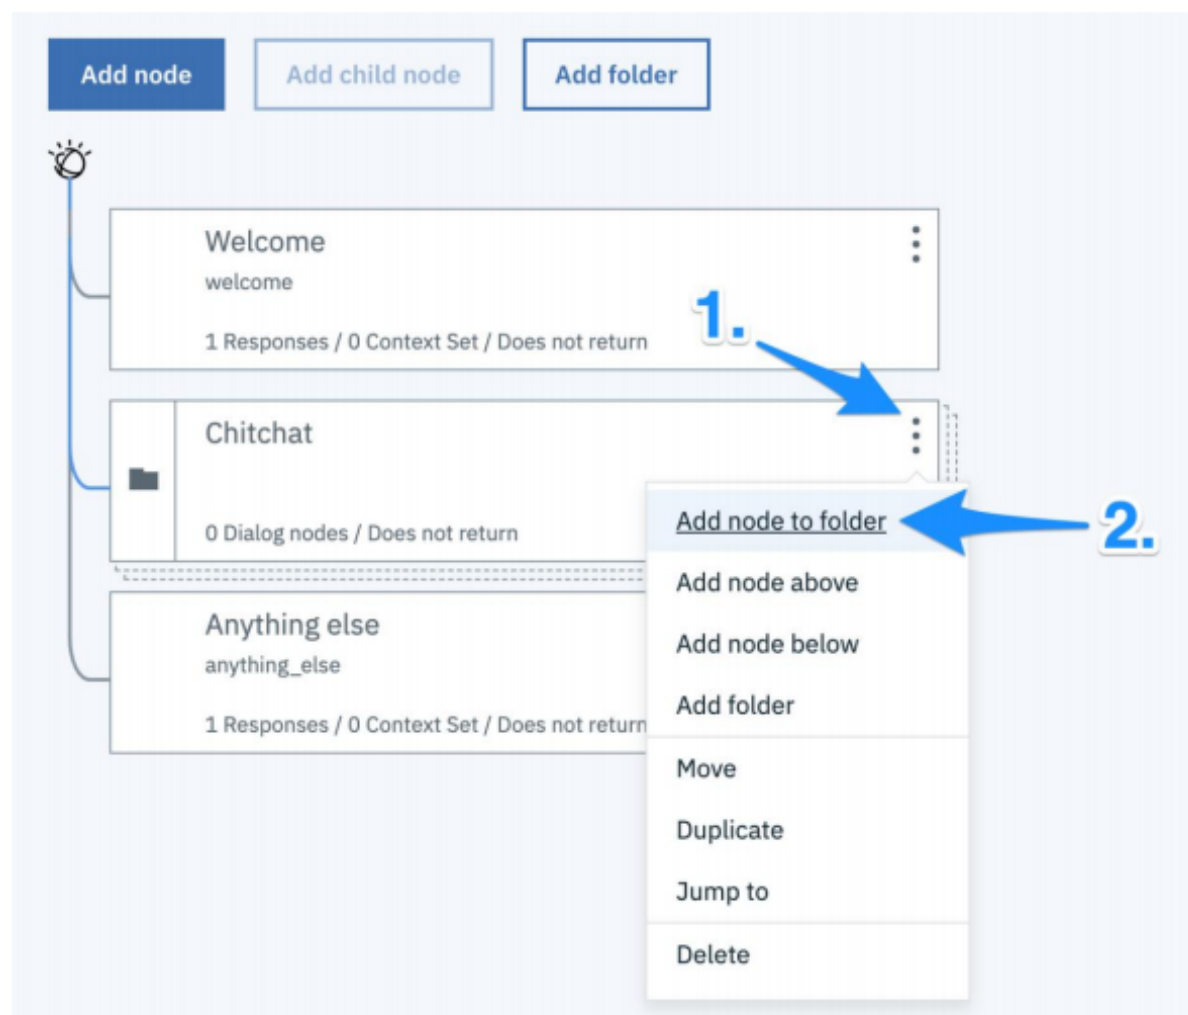 Add node Add child node Add folder
Welcome
welcome
1 Responses / 0 Context Set / Does not return
1.
Chitchat
0 Dialog nodes / Does not return
Add node to folder
2.
Add node above
Add node below
Add folder
Move
Duplicate
Jump to
Delete
Anything else
anything_else
1 Responses / 0 Context Set / Does not return